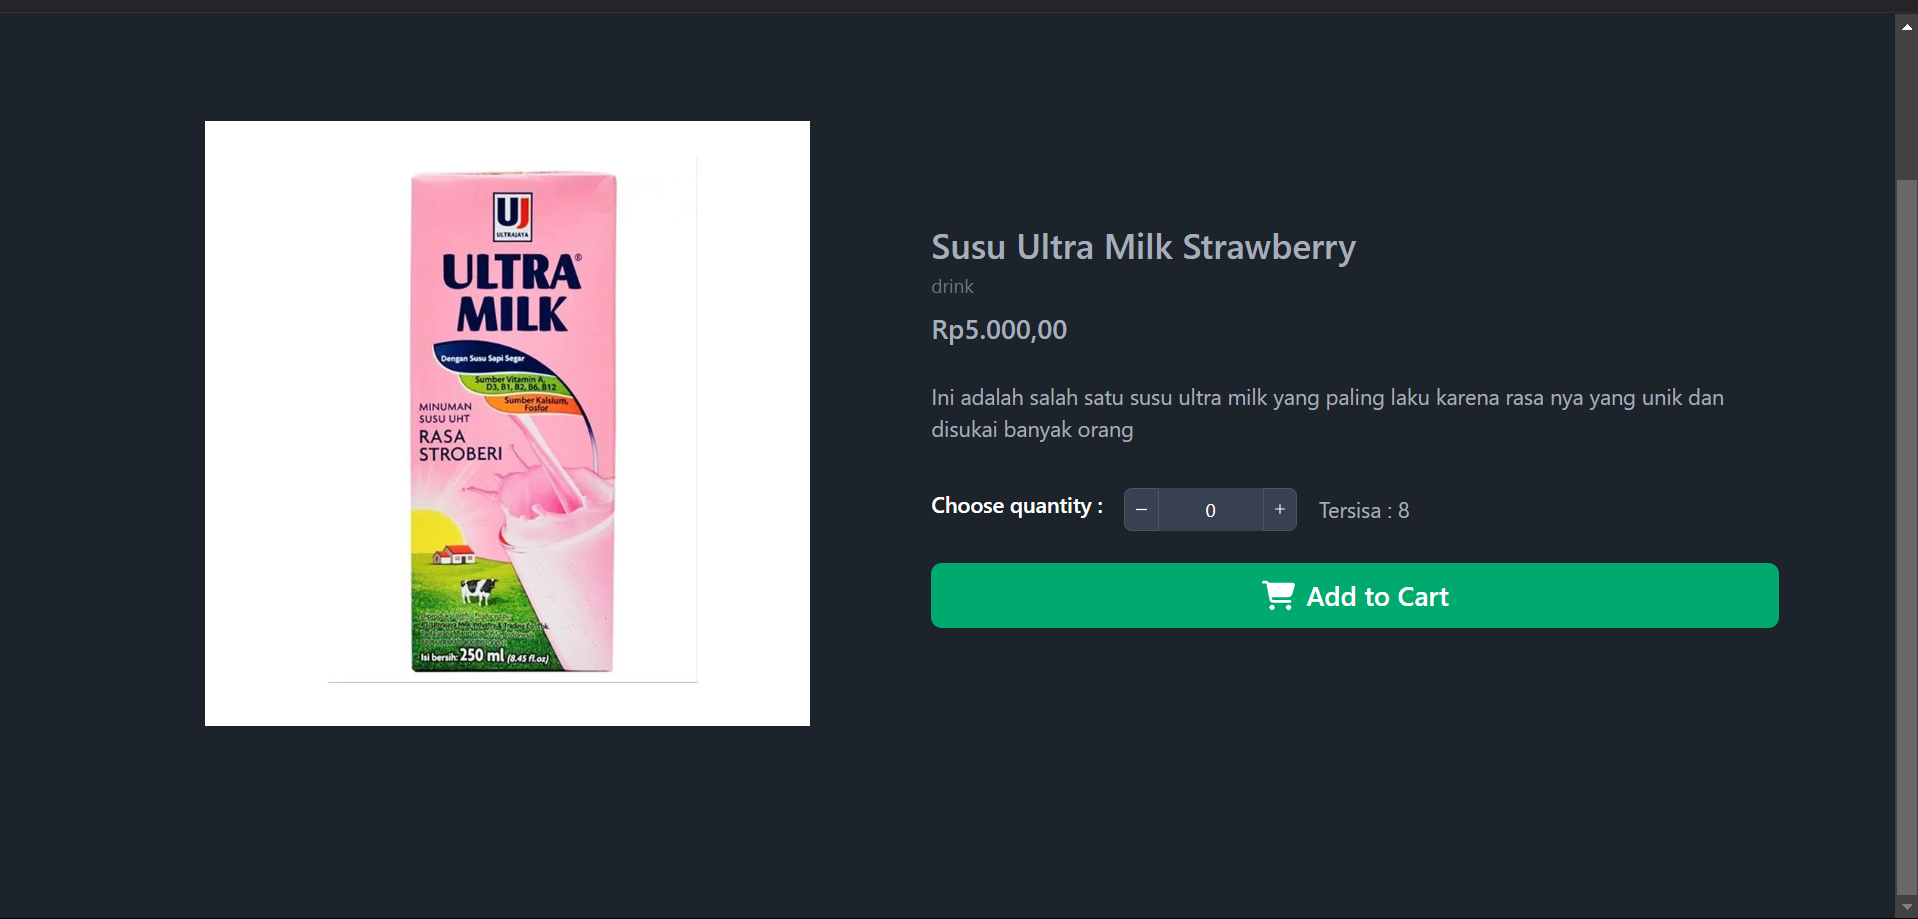 UJ
ULTRAJAYA
ULTRA®
MILK
Dengan Susu Sapi Segar
Sumber Vitamin A,
D3, B1, B2, B6, B12
Sumber Kalsium,
Fosfor
MINUMAN
SUSU UHT
RASA
STROBERI
Isi bersih: 250 ml (8.45 fl.oz)
Susu Ultra Milk Strawberry
drink
Rp5.000,00
Ini adalah salah satu susu ultra milk yang paling laku karena rasa nya yang unik dan
disukai banyak orang
Choose quantity :
− 0 +
Tersisa : 8
Add to Cart